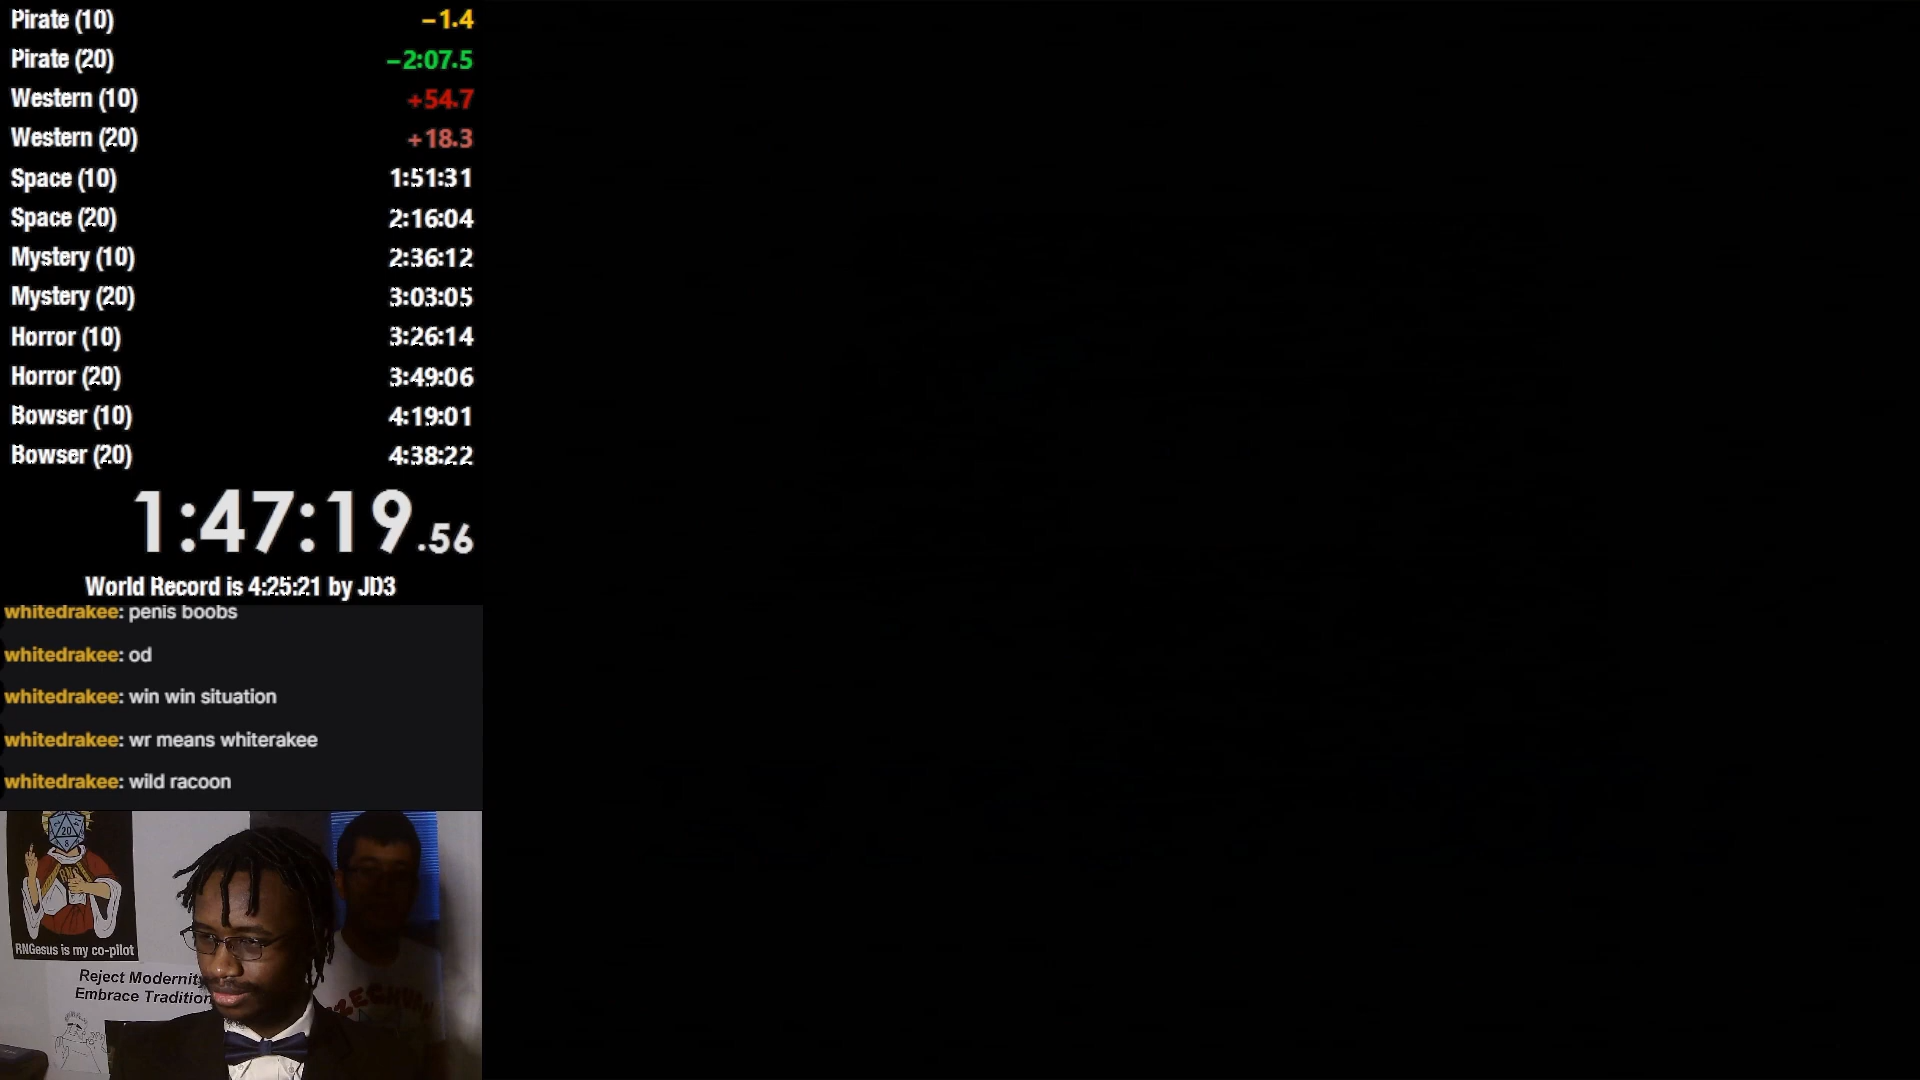 Pirate (10) −1.4
Pirate (20) −2:07.5
Western (10) +54.7
Western (20) +18.3
Space (10) 1:51:31
Space (20) 2:16:04
Mystery (10) 2:36:12
Mystery (20) 3:03:05
Horror (10) 3:26:14
Horror (20) 3:49:06
Bowser (10) 4:19:01
Bowser (20) 4:38:22
1:47:19.56
World Record is 4:25:21 by JD3
whitedrakee: penis boobs
whitedrakee: od
whitedrakee: win win situation
whitedrakee: wr means whiterakee
whitedrakee: wild racoon
20
8
RNGesus is my co-pilot
Reject Modernity
Embrace Tradition